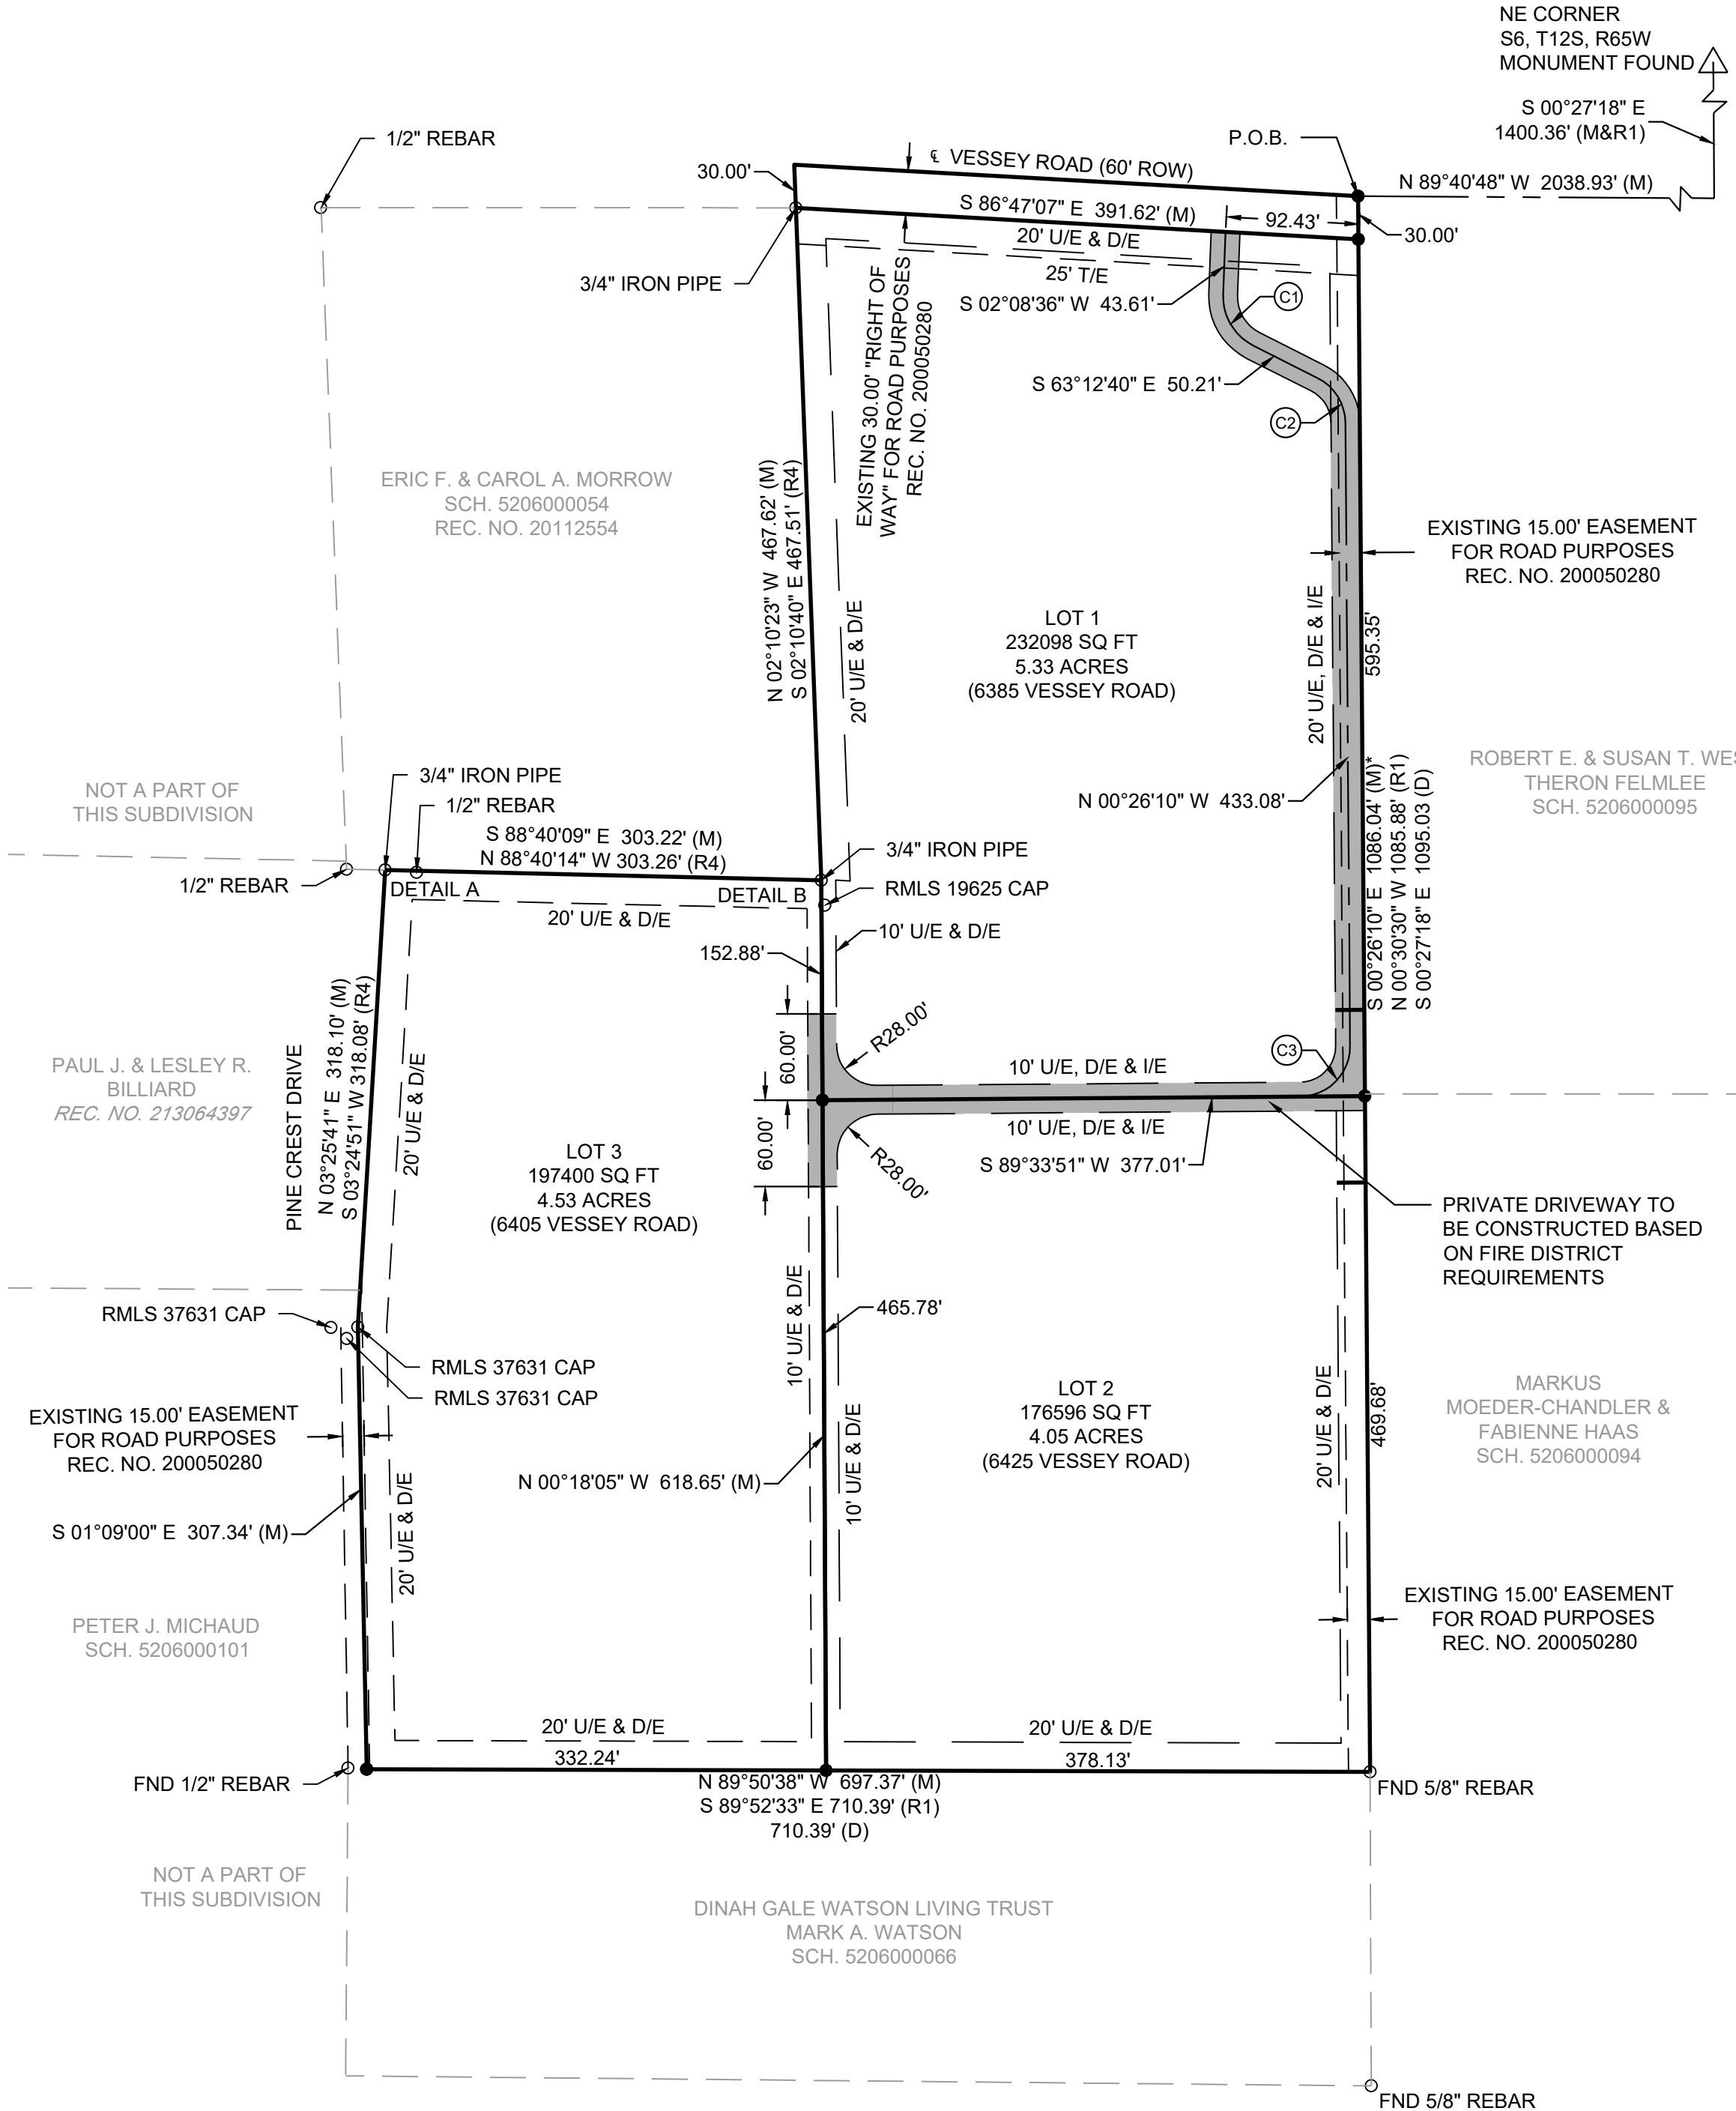 NE CORNER
S6, T12S, R65W
MONUMENT FOUND
S 00°27'18" E
1400.36' (M&R1)
1/2" REBAR
P.O.B.
℄ VESSEY ROAD (60' ROW)
30.00'
N 89°40'48" W 2038.93' (M)
S 86°47'07" E 391.62' (M)
92.43'
30.00'
20' U/E & D/E
25' T/E
3/4" IRON PIPE
S 02°08'36" W 43.61'
C1
EXISTING 30.00' "RIGHT OF
WAY" FOR ROAD PURPOSES
REC. NO. 200050280
S 63°12'40" E 50.21'
C2
ERIC F. & CAROL A. MORROW
SCH. 5206000054
REC. NO. 20112554
N 02°10'23" W 467.62' (M)
S 02°10'40" E 467.51' (R4)
EXISTING 15.00' EASEMENT
FOR ROAD PURPOSES
REC. NO. 200050280
20' U/E & D/E
LOT 1
232098 SQ FT
5.33 ACRES
(6385 VESSEY ROAD)
20' U/E, D/E & I/E
595.35'
NOT A PART OF
THIS SUBDIVISION
3/4" IRON PIPE
1/2" REBAR
N 00°26'10" W 433.08'
S 00°26'10" E 1086.04' (M)*
N 00°30'30" W 1085.88' (R1)
S 00°27'18" E 1095.03 (D)
ROBERT E. & SUSAN T. WES
THERON FELMLEE
SCH. 5206000095
S 88°40'09" E 303.22' (M)
N 88°40'14" W 303.26' (R4)
3/4" IRON PIPE
1/2" REBAR
DETAIL A
DETAIL B
RMLS 19625 CAP
20' U/E & D/E
10' U/E & D/E
152.88'
PINE CREST DRIVE
N 03°25'41" E 318.10' (M)
S 03°24'51" W 318.08' (R4)
20' U/E & D/E
60.00'
R28.00'
C3
10' U/E, D/E & I/E
PAUL J. & LESLEY R.
BILLIARD
REC. NO. 213064397
60.00'
10' U/E, D/E & I/E
R28.00'
S 89°33'51" W 377.01'
LOT 3
197400 SQ FT
4.53 ACRES
(6405 VESSEY ROAD)
PRIVATE DRIVEWAY TO
BE CONSTRUCTED BASED
ON FIRE DISTRICT
REQUIREMENTS
RMLS 37631 CAP
RMLS 37631 CAP
RMLS 37631 CAP
10' U/E & D/E
465.78'
EXISTING 15.00' EASEMENT
FOR ROAD PURPOSES
REC. NO. 200050280
LOT 2
176596 SQ FT
4.05 ACRES
(6425 VESSEY ROAD)
20' U/E & D/E
469.68'
MARKUS
MOEDER-CHANDLER &
FABIENNE HAAS
SCH. 5206000094
N 00°18'05" W 618.65' (M)
10' U/E & D/E
S 01°09'00" E 307.34' (M)
20' U/E & D/E
PETER J. MICHAUD
SCH. 5206000101
EXISTING 15.00' EASEMENT
FOR ROAD PURPOSES
REC. NO. 200050280
20' U/E & D/E
20' U/E & D/E
332.24'
378.13'
FND 1/2" REBAR
N 89°50'38" W 697.37' (M)
S 89°52'33" E 710.39' (R1)
710.39' (D)
FND 5/8" REBAR
NOT A PART OF
THIS SUBDIVISION
DINAH GALE WATSON LIVING TRUST
MARK A. WATSON
SCH. 5206000066
FND 5/8" REBAR